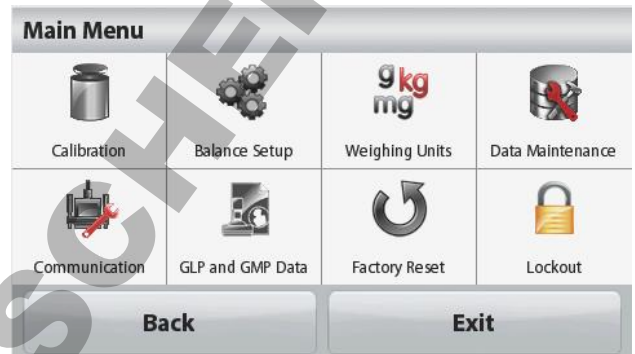 Main Menu
g kg
mg
Calibration
Balance Setup
Weighing Units
Data Maintenance
Communication
GLP and GMP Data
Factory Reset
Lockout
Back
Exit